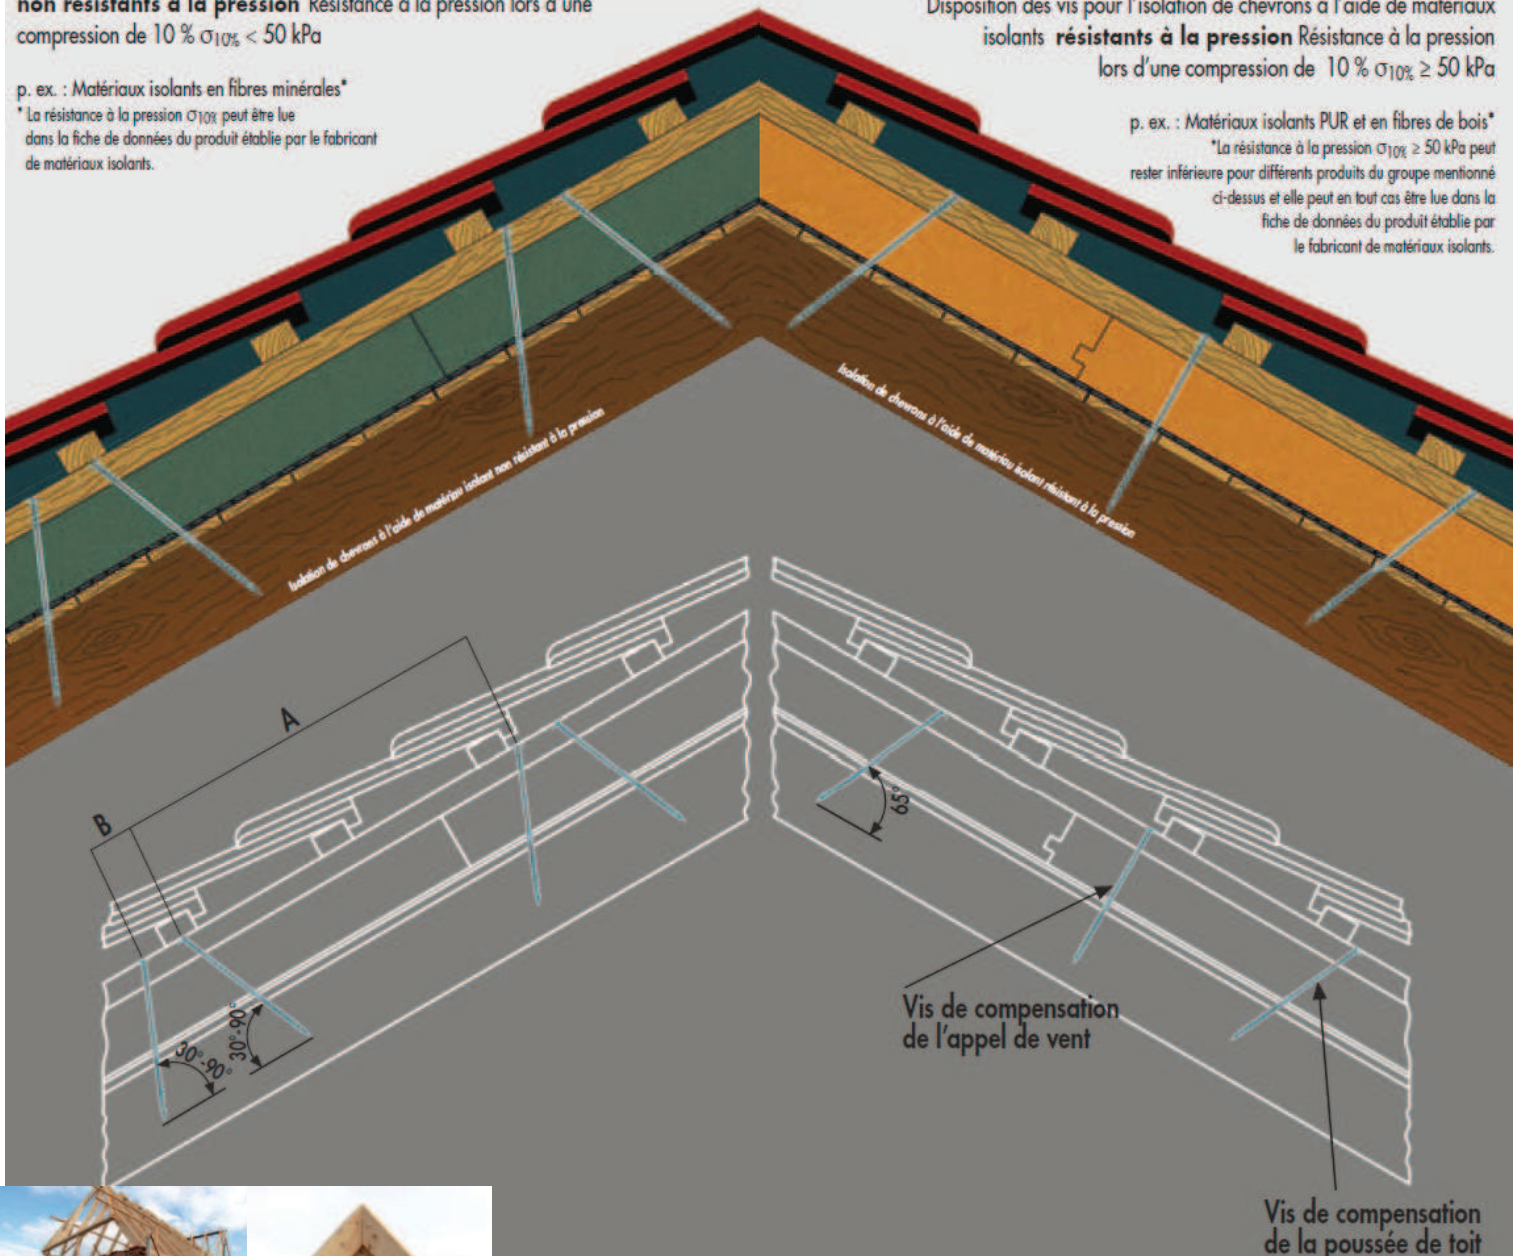 non résistants à la pression Résistance à la pression lors d'une
compression de 10 % σ10% < 50 kPa
p. ex. : Matériaux isolants en fibres minérales*
* La résistance à la pression σ10% peut être lue
dans la fiche de données du produit établie par le fabricant
de matériaux isolants.
Disposition des vis pour l'isolation de chevrons à l'aide de matériaux
isolants résistants à la pression Résistance à la pression
lors d'une compression de 10 % σ10% ≥ 50 kPa
p. ex. : Matériaux isolants PUR et en fibres de bois*
*La résistance à la pression σ10% ≥ 50 kPa peut
rester inférieure pour différents produits du groupe mentionné
ci-dessus et elle peut en tout cas être lue dans la
fiche de données du produit établie par
le fabricant de matériaux isolants.
Isolation de chevrons à l'aide de matériau isolant non résistant à la pression
Isolation de chevrons à l'aide de matériau isolant résistant à la pression
A
B
30°-90°
30°-90°
65°
Vis de compensation
de l'appel de vent
Vis de compensation
de la poussée de toit